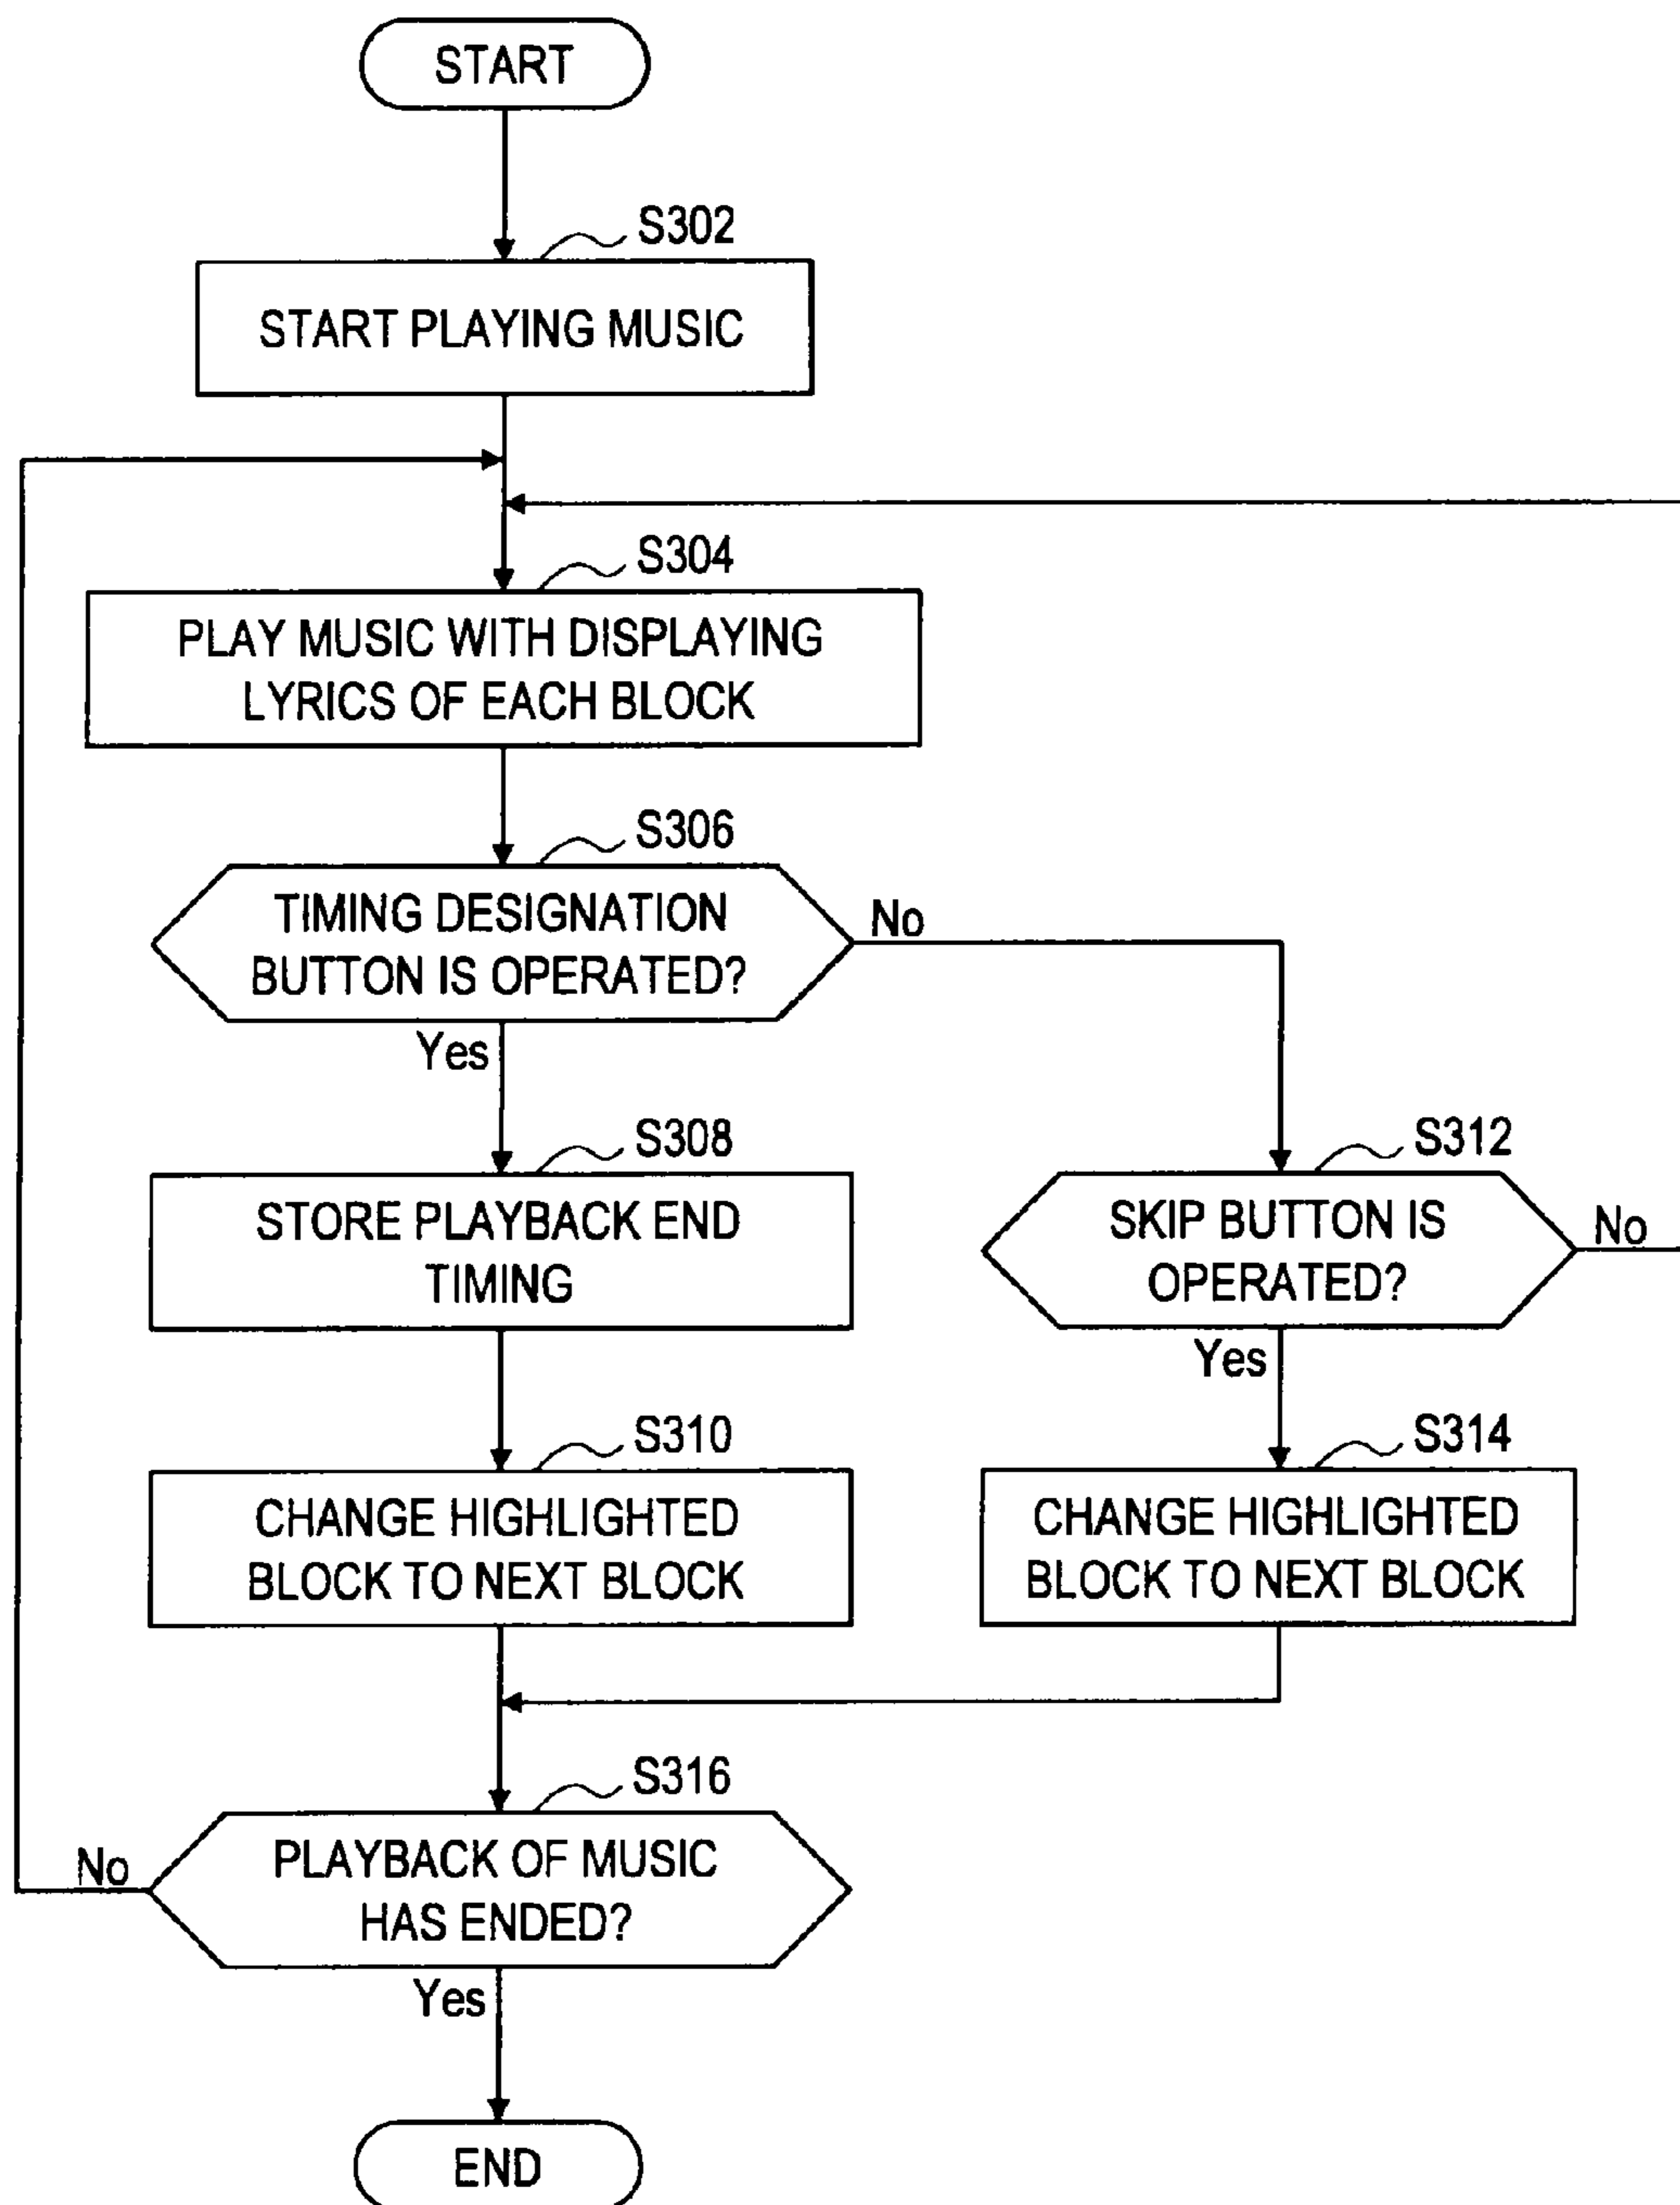 START
S302
START PLAYING MUSIC
S304
PLAY MUSIC WITH DISPLAYING
LYRICS OF EACH BLOCK
S306
TIMING DESIGNATION
BUTTON IS OPERATED?
No
Yes
S308
STORE PLAYBACK END
TIMING
S312
SKIP BUTTON IS
OPERATED?
No
Yes
S310
CHANGE HIGHLIGHTED
BLOCK TO NEXT BLOCK
S314
CHANGE HIGHLIGHTED
BLOCK TO NEXT BLOCK
S316
PLAYBACK OF MUSIC
HAS ENDED?
No
Yes
END